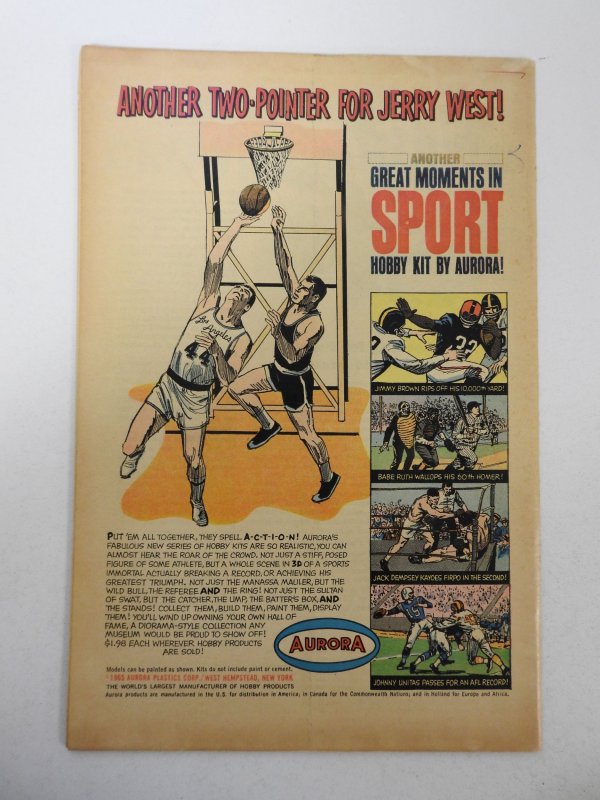 ANOTHER TWO-POINTER FOR JERRY WEST!
ANOTHER
GREAT MOMENTS IN
SPORT
HOBBY KIT BY AURORA!
Los Angeles
44
32
JIMMY BROWN RIPS OFF HIS 10,000th YARD!
BABE RUTH WALLOPS HIS 60th HOMER!
JACK DEMPSEY KAYOES FIRPO IN THE SECOND!
JOHNNY UNITAS PASSES FOR AN AFL RECORD!
PUT 'EM ALL TOGETHER, THEY SPELL A-C-T-I-O-N! AURORA'S
FABULOUS NEW SERIES OF HOBBY KITS ARE SO REALISTIC, YOU CAN
ALMOST HEAR THE ROAR OF THE CROWD. NOT JUST A STIFF, POSED
FIGURE OF SOME ATHLETE, BUT A WHOLE SCENE IN 3D OF A SPORTS
IMMORTAL ACTUALLY BREAKING A RECORD, OR ACHIEVING HIS
GREATEST TRIUMPH. NOT JUST THE MANASSA MAULER, BUT THE
WILD BULL, THE REFEREE AND THE RING! NOT JUST THE SULTAN
OF SWAT, BUT THE CATCHER, THE UMP, THE BATTER'S BOX, AND
THE STANDS! COLLECT THEM, BUILD THEM, PAINT THEM, DISPLAY
THEM! YOU'LL WIND UP OWNING YOUR OWN HALL OF
FAME, A DIORAMA-STYLE COLLECTION ANY
MUSEUM WOULD BE PROUD TO SHOW OFF!
$1.98 EACH WHEREVER HOBBY PRODUCTS
ARE SOLD!
AURORA
Models can be painted as shown. Kits do not include paint or cement.
©1965 AURORA PLASTICS CORP., WEST HEMPSTEAD, NEW YORK
THE WORLD'S LARGEST MANUFACTURER OF HOBBY PRODUCTS
Aurora products are manufactured in the U.S. for distribution in America; in Canada for the Commonwealth Nations; and in Holland for Europe and Africa.